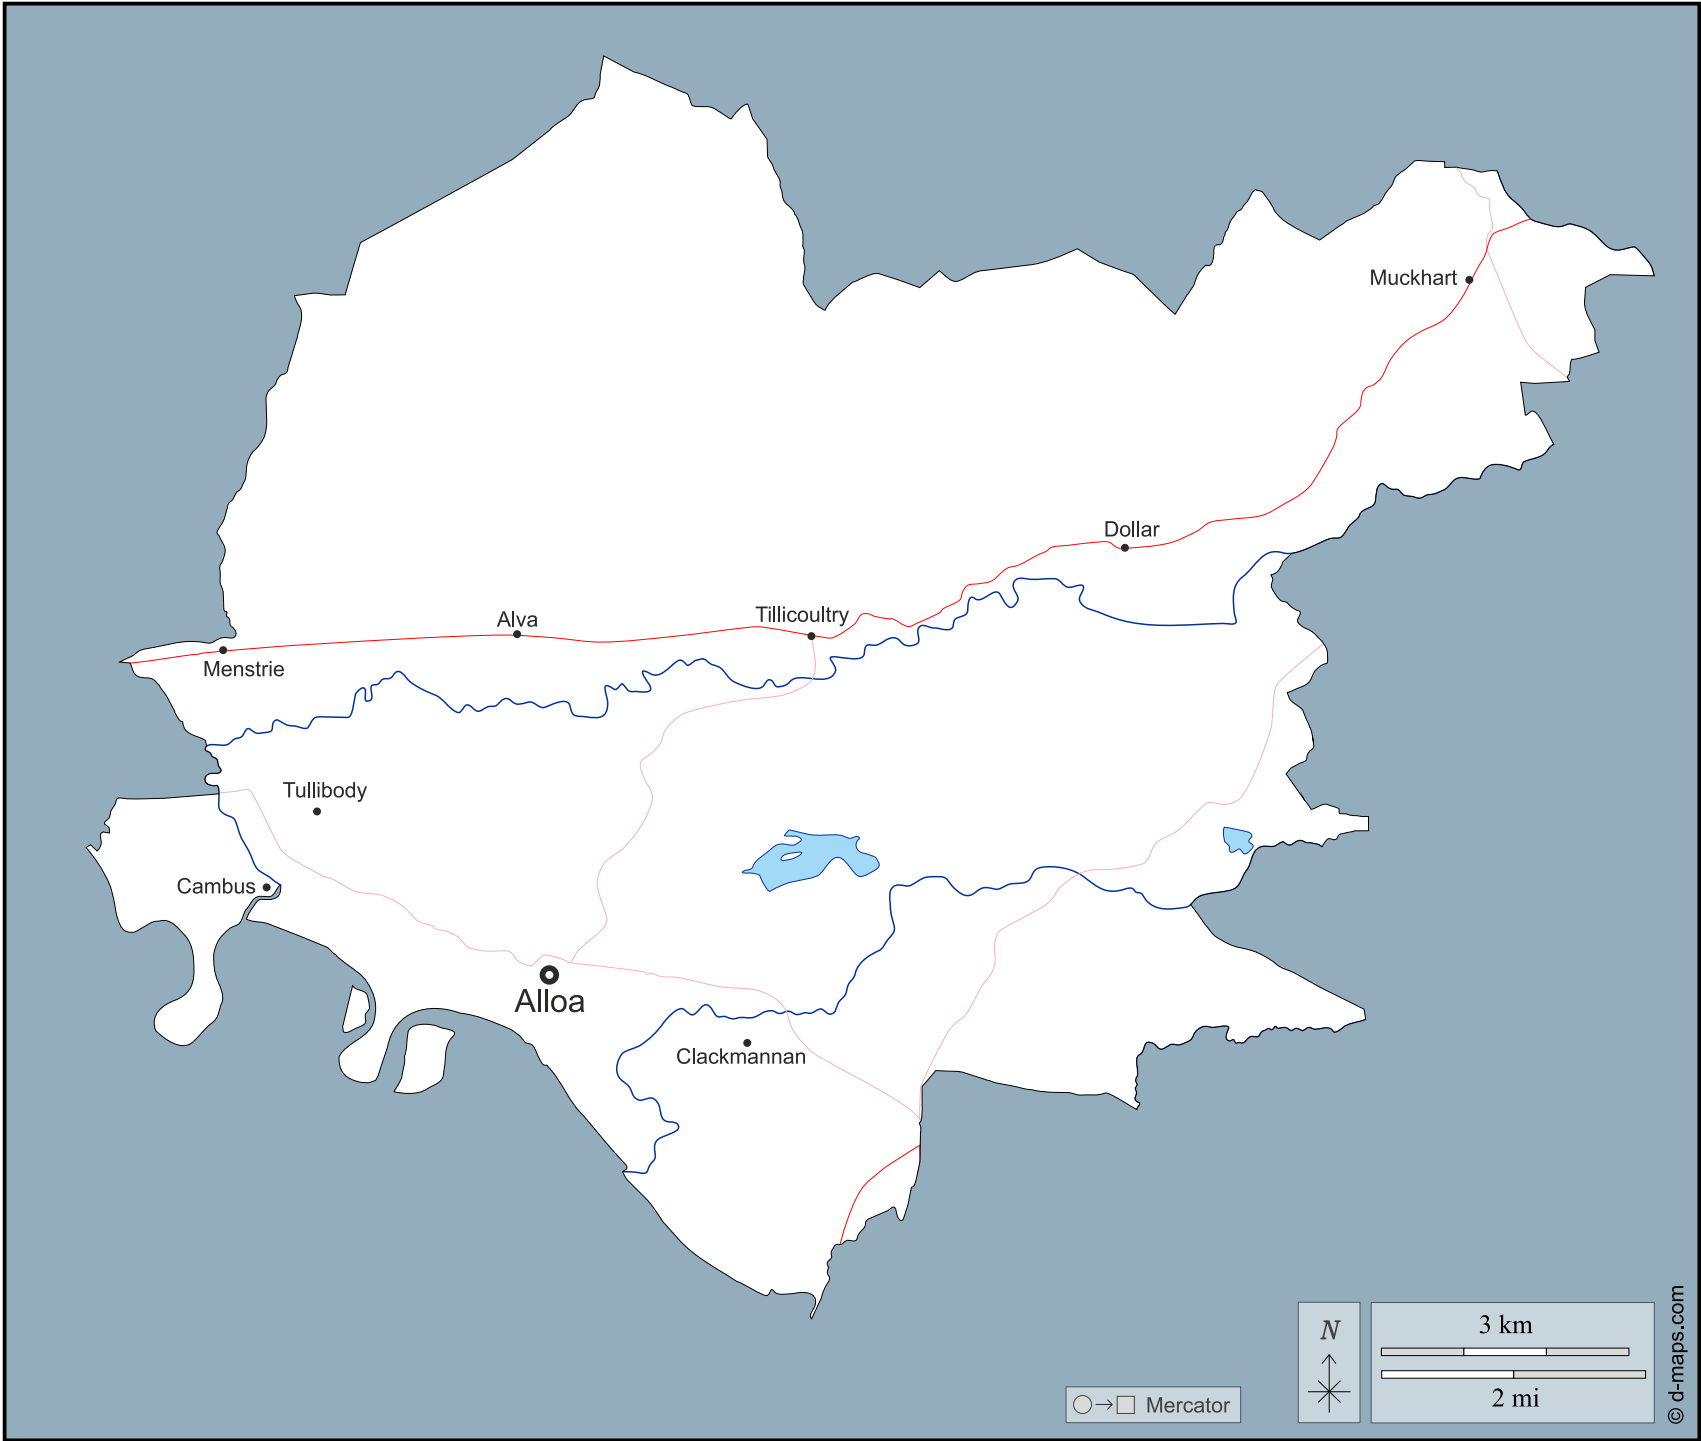 Muckhart
Dollar
Alva
Tillicoultry
Menstrie
Tullibody
Cambus
Alloa
Clackmannan
N
3 km
2 mi
Mercator
© d-maps.com